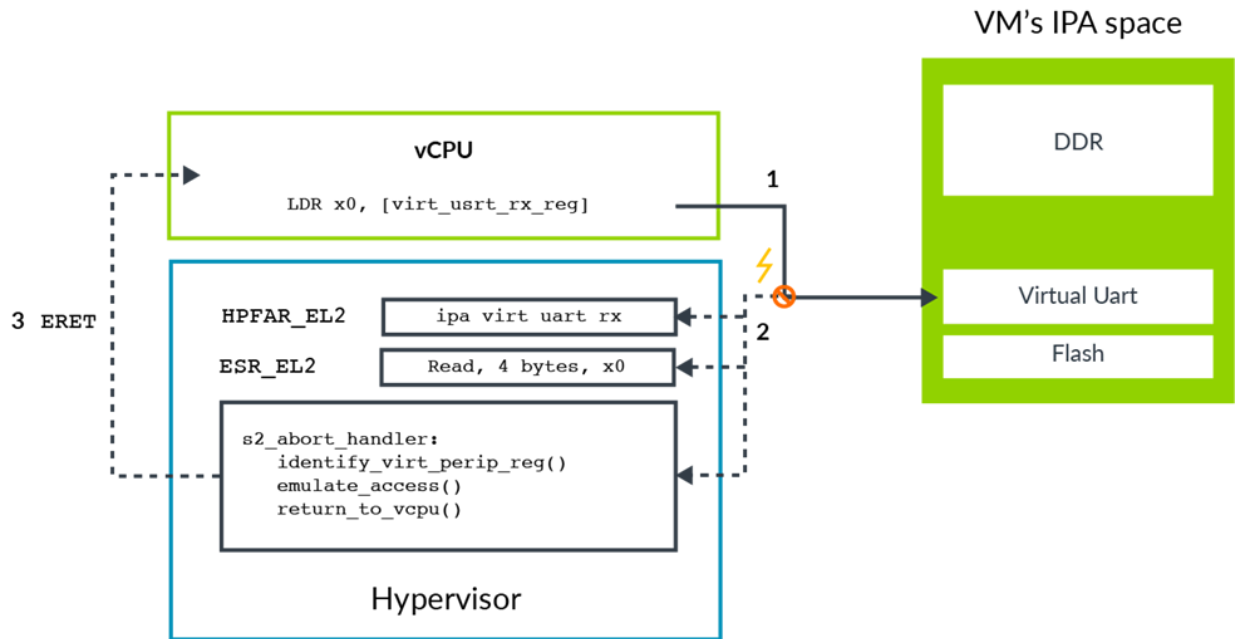 VM's IPA space
DDR
vCPU
1
LDR x0, [virt_usrt_rx_reg]
Virtual Uart
3 ERET
HPFAR_EL2
ipa virt uart rx
2
ESR_EL2
Read, 4 bytes, x0
Flash
s2_abort_handler:
identify_virt_perip_reg()
emulate_access()
return_to_vcpu()
Hypervisor